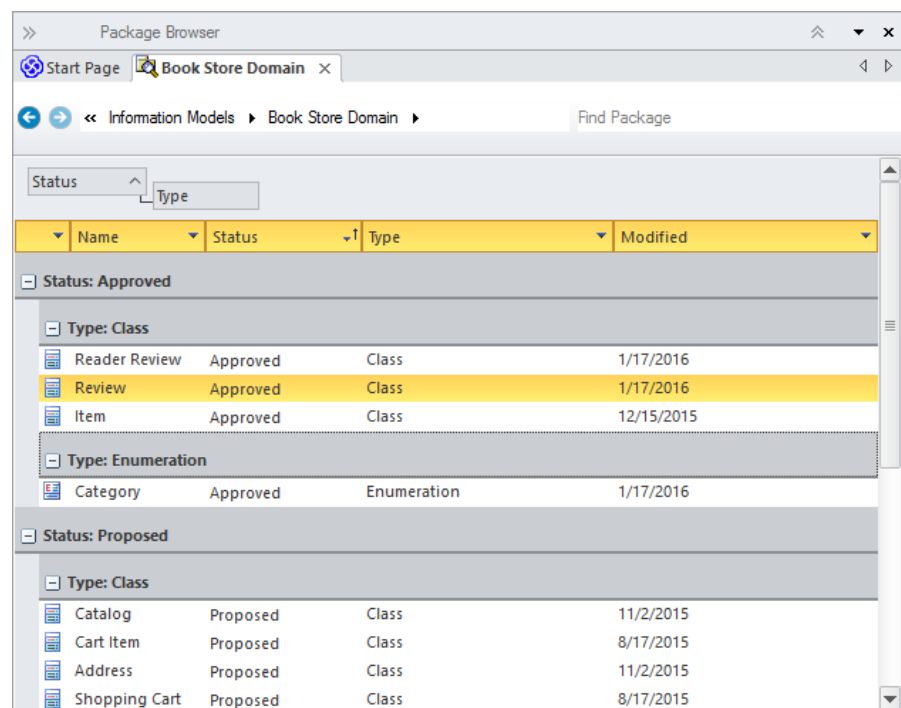 Package Browser
Start Page Book Store Domain
Information Models Book Store Domain Find Package
Status
Type
Name Status Type Modified
Status: Approved
Type: Class
Reader Review Approved Class 1/17/2016
Review Approved Class 1/17/2016
Item Approved Class 12/15/2015
Type: Enumeration
Category Approved Enumeration 1/17/2016
Status: Proposed
Type: Class
Catalog Proposed Class 11/2/2015
Cart Item Proposed Class 8/17/2015
Address Proposed Class 11/2/2015
Shopping Cart Proposed Class 8/17/2015